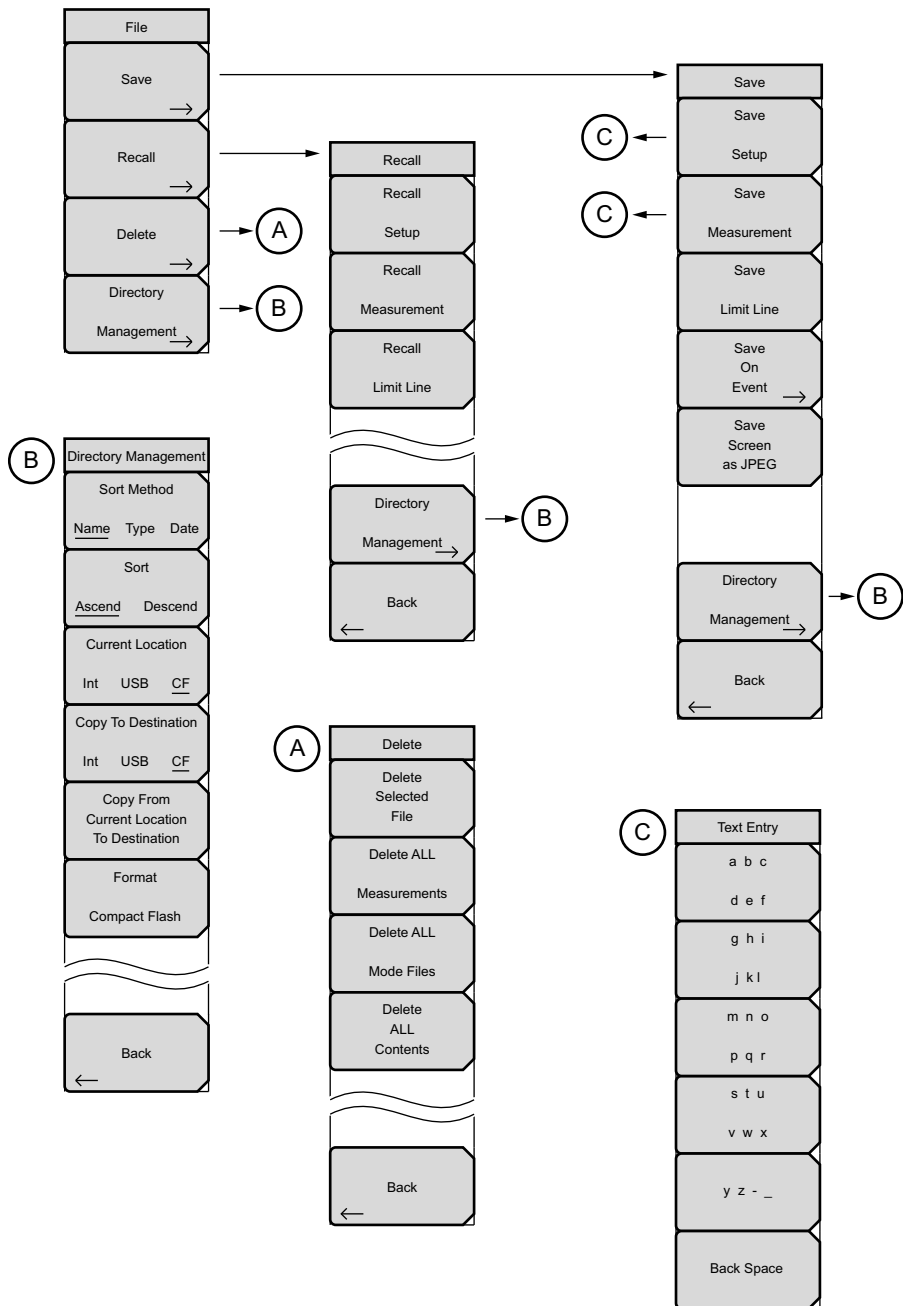 File
Save
Recall
Delete
Directory
Management
A
B
Recall
Recall
Setup
Recall
Measurement
Recall
Limit Line
Directory
Management
B
Back
Save
Save
Setup
C
Save
Measurement
C
Save
Limit Line
Save
On
Event
Save
Screen
as JPEG
Directory
Management
B
Back
B
Directory Management
Sort Method
Name Type Date
Sort
Ascend Descend
Current Location
Int USB CF
Copy To Destination
Int USB CF
Copy From
Current Location
To Destination
Format
Compact Flash
Back
A
Delete
Delete
Selected
File
Delete ALL
Measurements
Delete ALL
Mode Files
Delete
ALL
Contents
Back
C
Text Entry
a b c
d e f
g h i
j k l
m n o
p q r
s t u
v w x
y z - _
Back Space